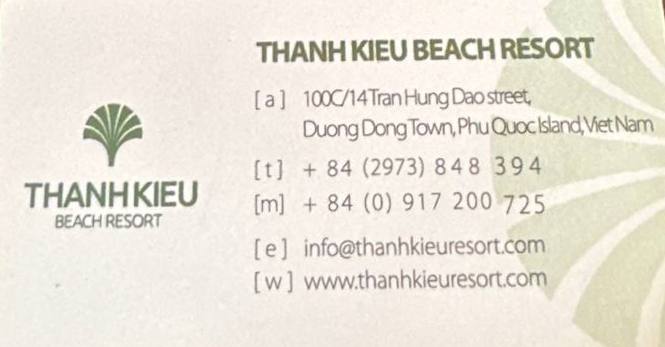 THANH KIEU
BEACH RESORT
THANH KIEU BEACH RESORT
[a] 100C/14 Tran Hung Dao street,
Duong Dong Town, Phu Quoc Island, Viet Nam
[t] + 84 (2973) 848 394
[m] + 84 (0) 917 200 725
[e] info@thanhkieuresort.com
[w] www.thanhkieuresort.com